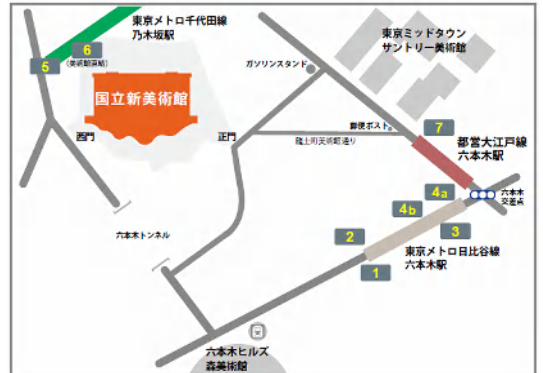 東京メトロ千代田線
乃木坂駅
6
(美術館直結)
5
国立新美術館
西門
正門
ガソリンスタンド
東京ミッドタウン
サントリー美術館
郵便ポスト
龍土町美術館通り
7
都営大江戸線
六本木駅
4a
六本木
交差点
4b
3
2
1
東京メトロ日比谷線
六本木駅
六本木トンネル
六本木ヒルズ
森美術館